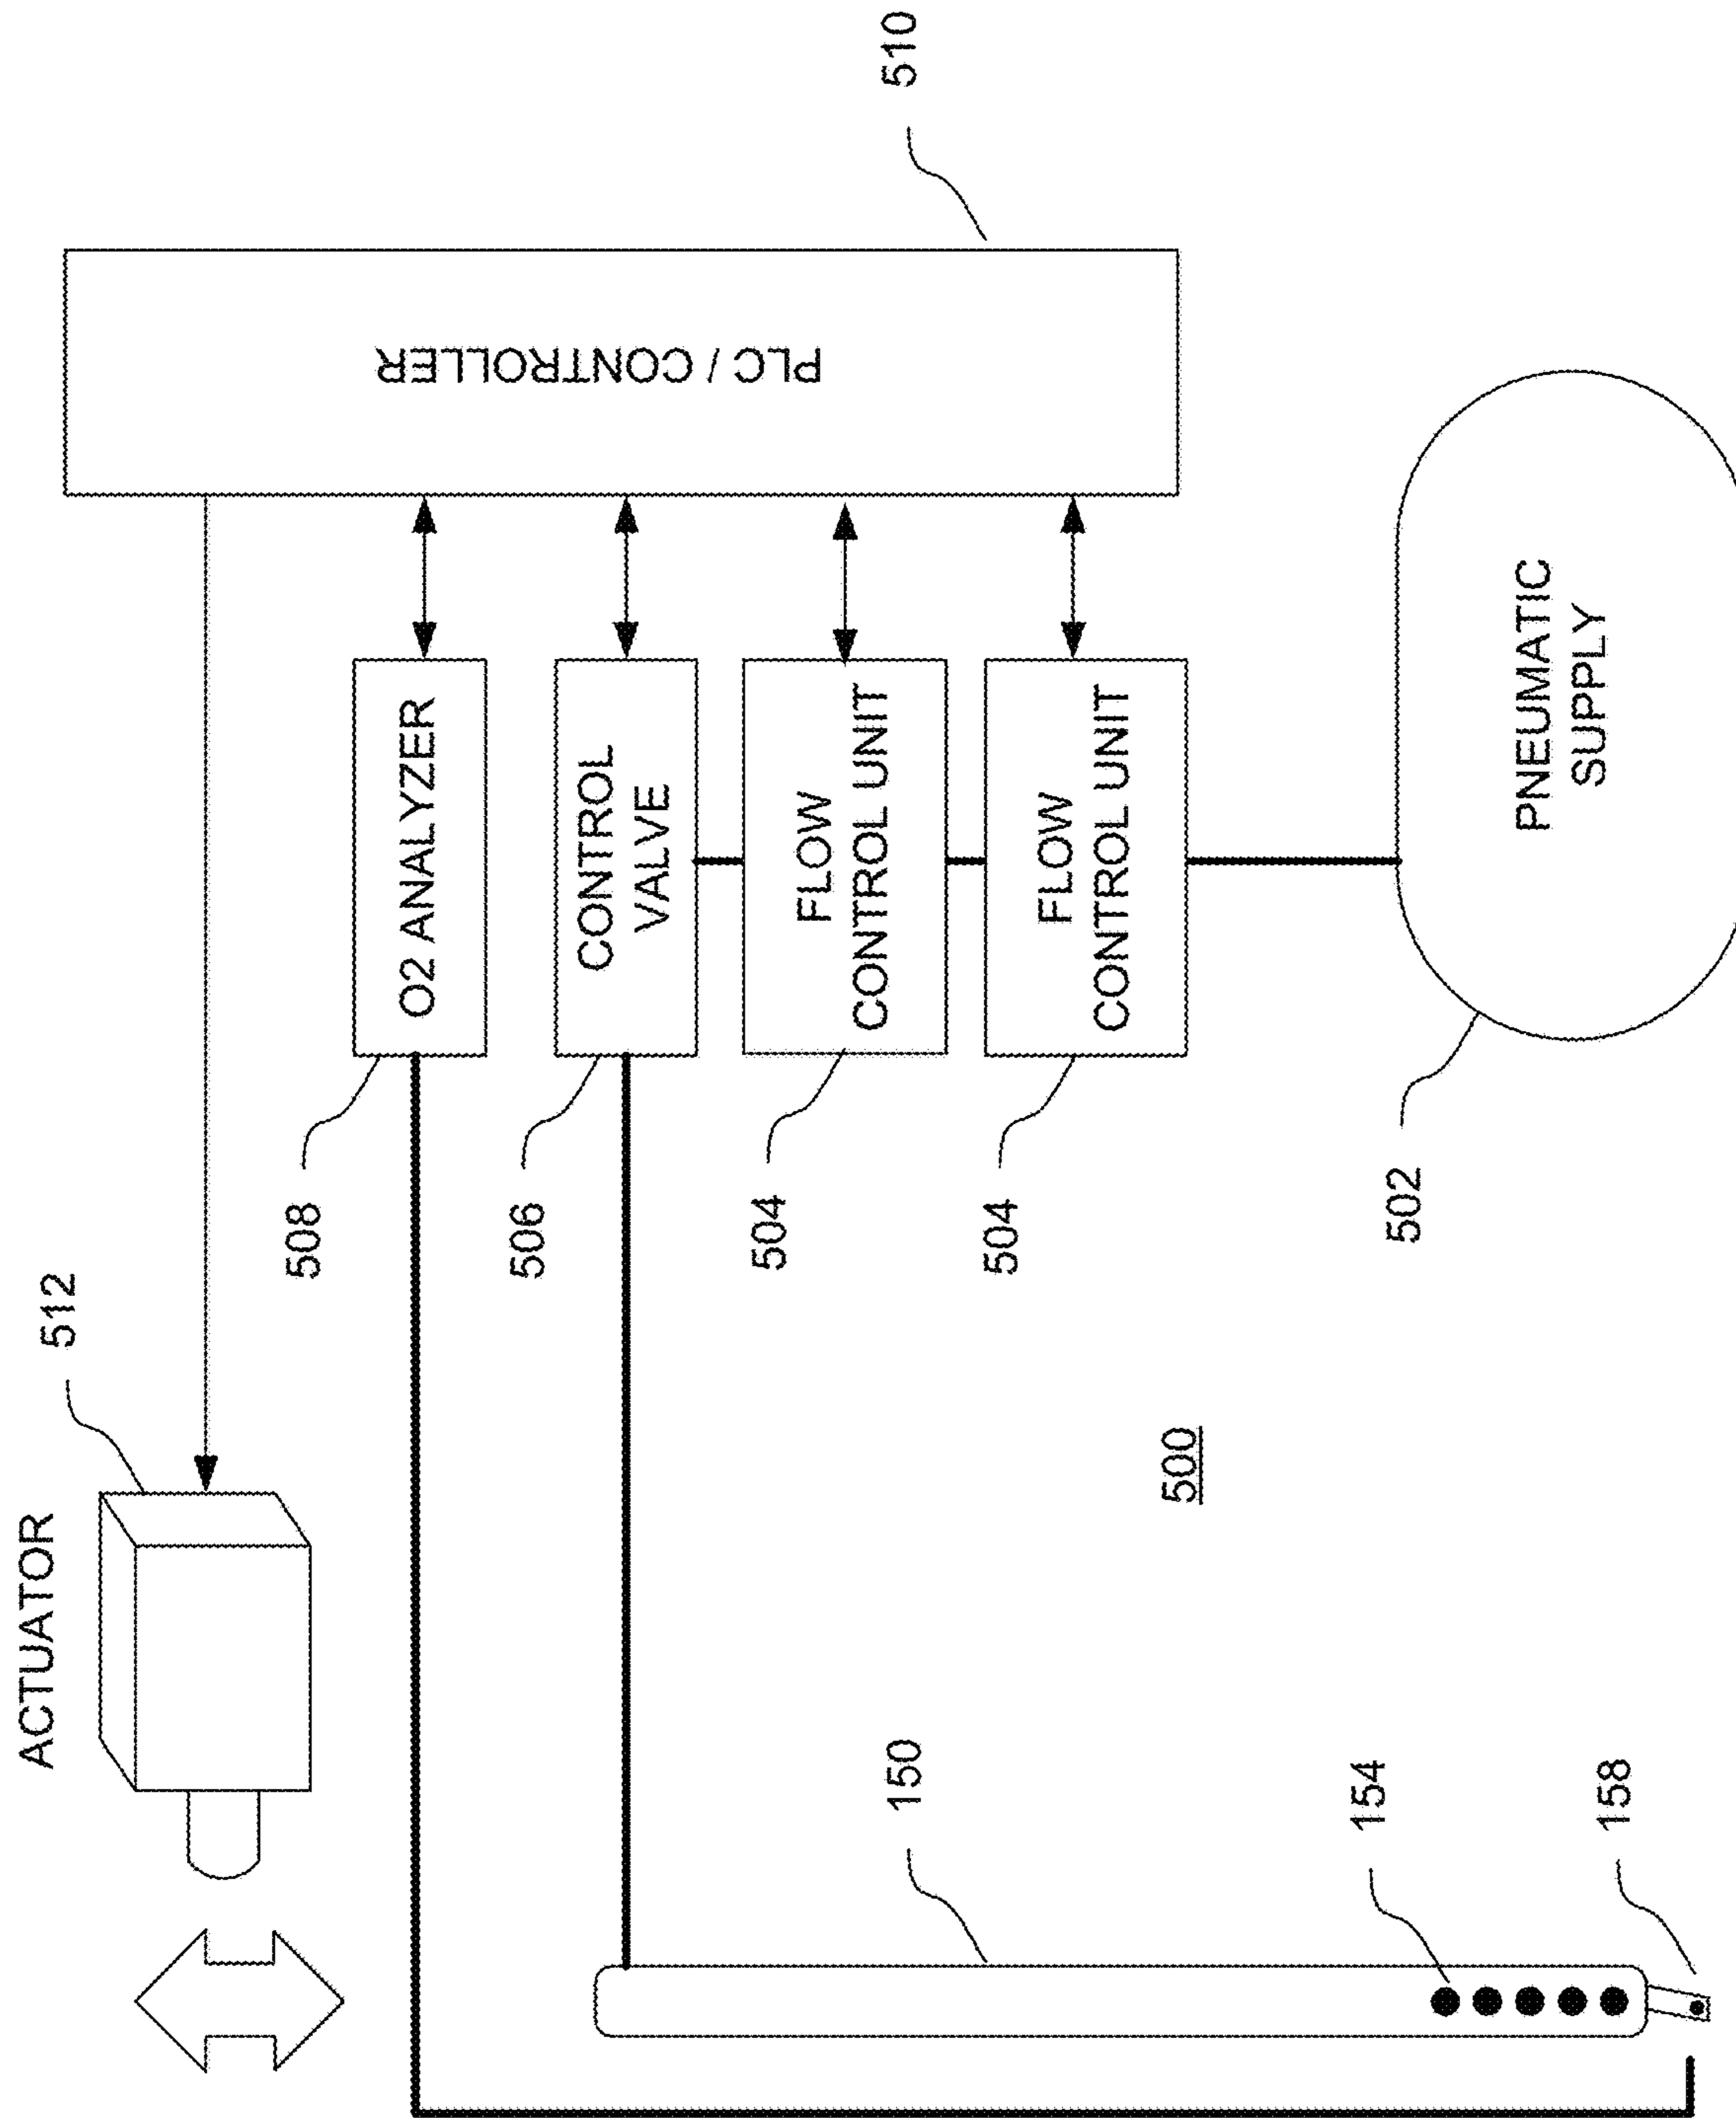 ACTUATOR
512
508
O2 ANALYZER
506
CONTROL
VALVE
504
FLOW
CONTROL UNIT
504
FLOW
CONTROL UNIT
PLC / CONTROLLER
510
502
PNEUMATIC
SUPPLY
500
150
154
158